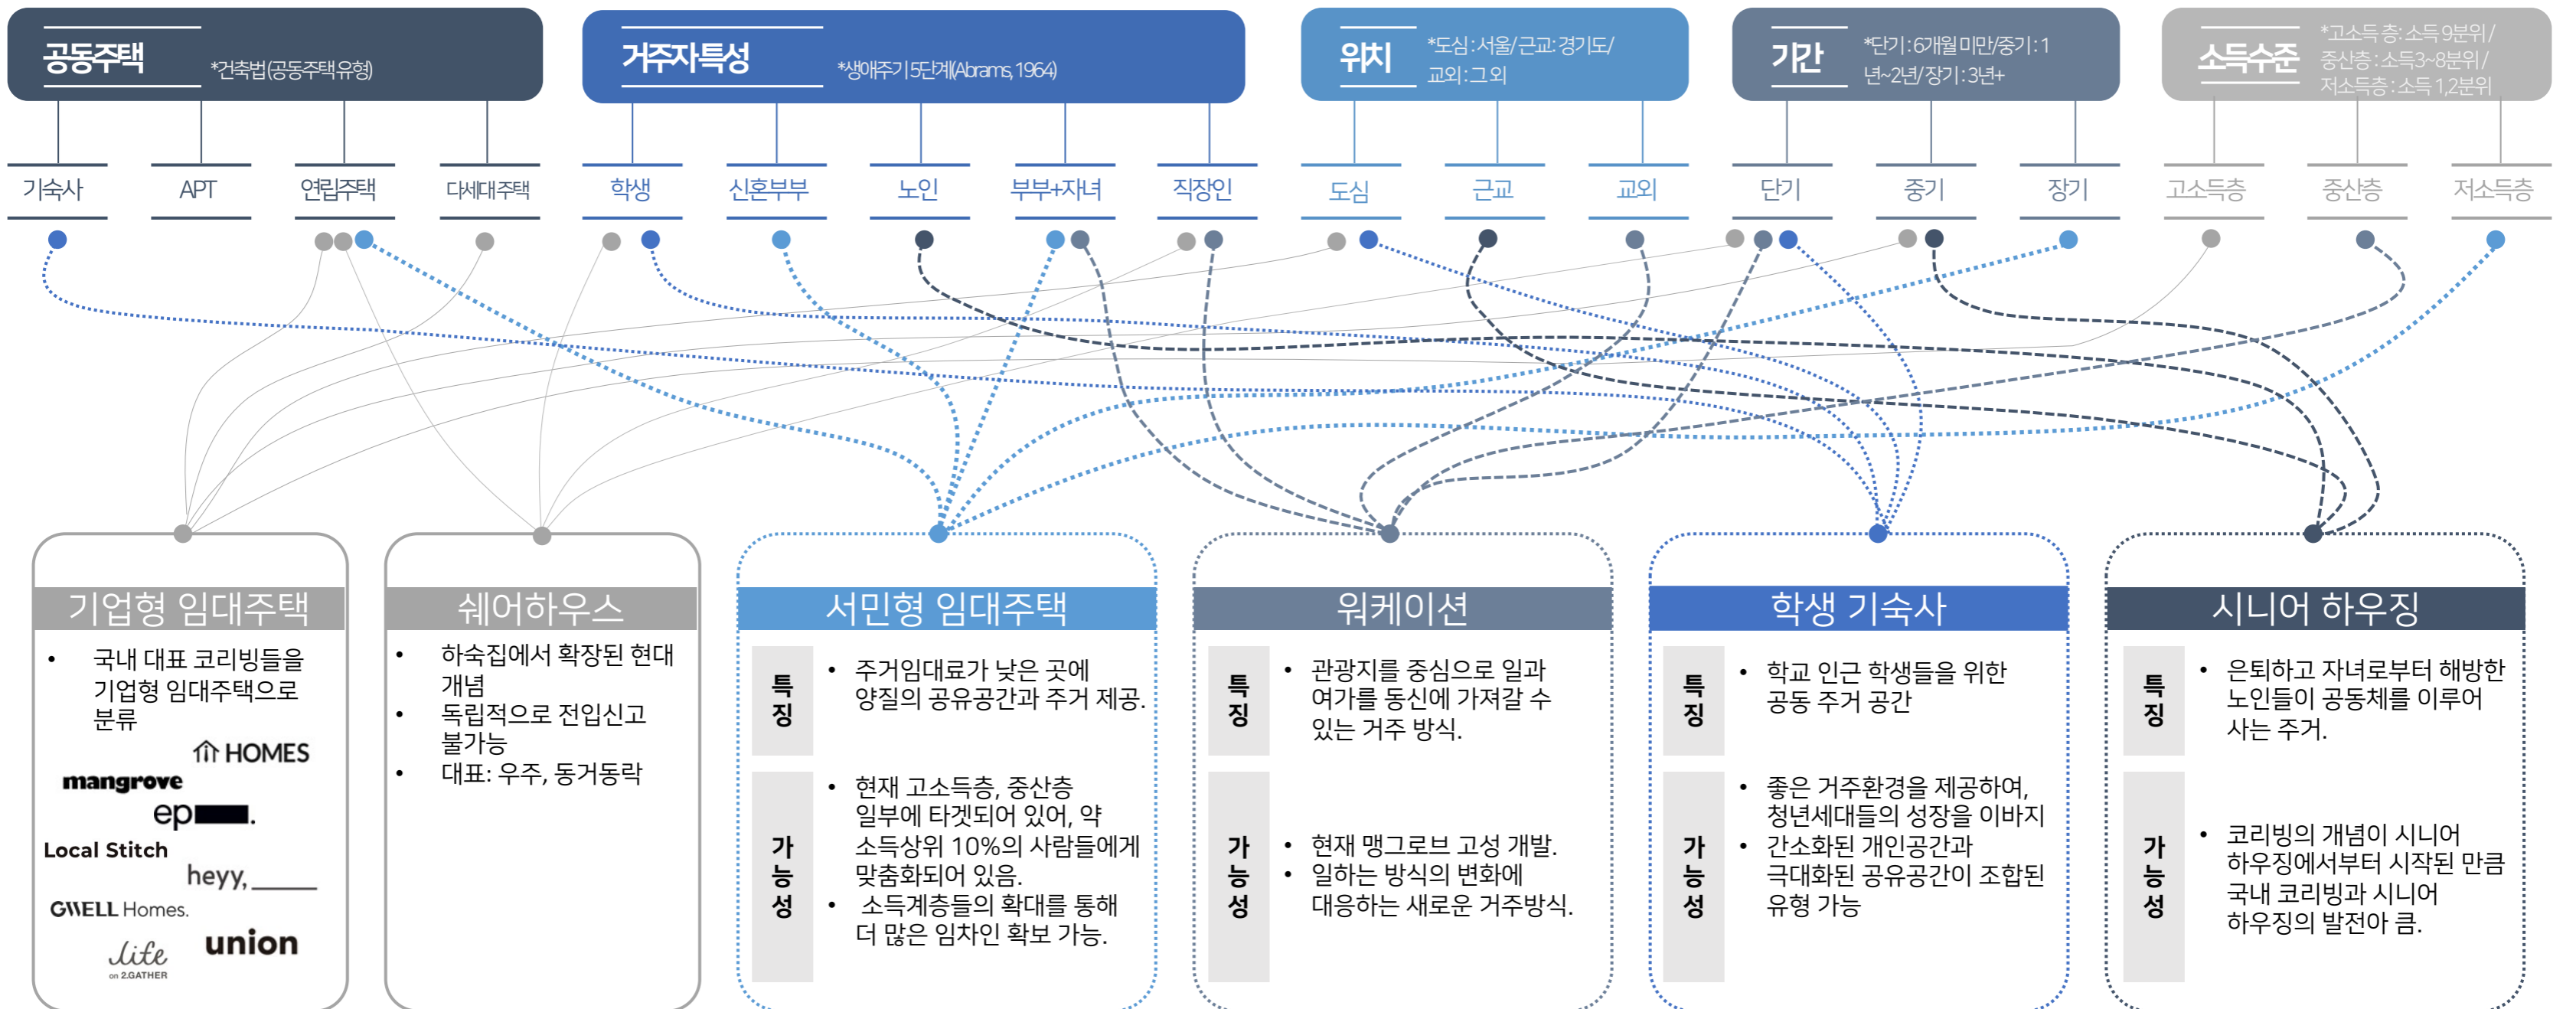 공동주택
*건축법(공동주택 유형)
거주자 특성
*생애주기 5단계(Abrams, 1964)
위치
*도심 : 서울/ 근교 : 경기도/
교외 : 그 외
기간
*단기 : 6개월 미만/중기 : 1
년~2년/ 장기 : 3년+
소득수준
*고소득 층 : 소득 9분위 /
중산층 : 소득3~8분위 /
저소득층 : 소득 1,2분위
기숙사
APT
연립주택
다세대 주택
학생
신혼부부
노인
부부+자녀
직장인
도심
근교
교외
단기
중기
장기
고소득층
중산층
저소득층
기업형 임대주택
• 국내 대표 코리빙들을
기업형 임대주택으로
분류
HOMES
mangrove
ep
Local Stitch
heyy, ______
GWELL Homes.
life
on 2.GATHER
union
쉐어하우스
• 하숙집에서 확장된 현대
개념
• 독립적으로 전입신고
불가능
• 대표: 우주, 동거동락
서민형 임대주택
특징
• 주거임대료가 낮은 곳에
양질의 공유공간과 주거 제공.
가능성
• 현재 고소득층, 중산층
일부에 타겟되어 있어, 약
소득상위 10%의 사람들에게
맞춤화되어 있음.
• 소득계층들의 확대를 통해
더 많은 임차인 확보 가능.
워케이션
특징
• 관광지를 중심으로 일과
여가를 동신에 가져갈 수
있는 거주 방식.
가능성
• 현재 맹그로브 고성 개발.
• 일하는 방식의 변화에
대응하는 새로운 거주방식.
학생 기숙사
특징
• 학교 인근 학생들을 위한
공동 주거 공간
가능성
• 좋은 거주환경을 제공하여,
청년세대들의 성장을 이바지
• 간소화된 개인공간과
극대화된 공유공간이 조합된
유형 가능
시니어 하우징
특징
• 은퇴하고 자녀로부터 해방한
노인들이 공동체를 이루어
사는 주거.
가능성
• 코리빙의 개념이 시니어
하우징에서부터 시작된 만큼
국내 코리빙과 시니어
하우징의 발전아 큼.